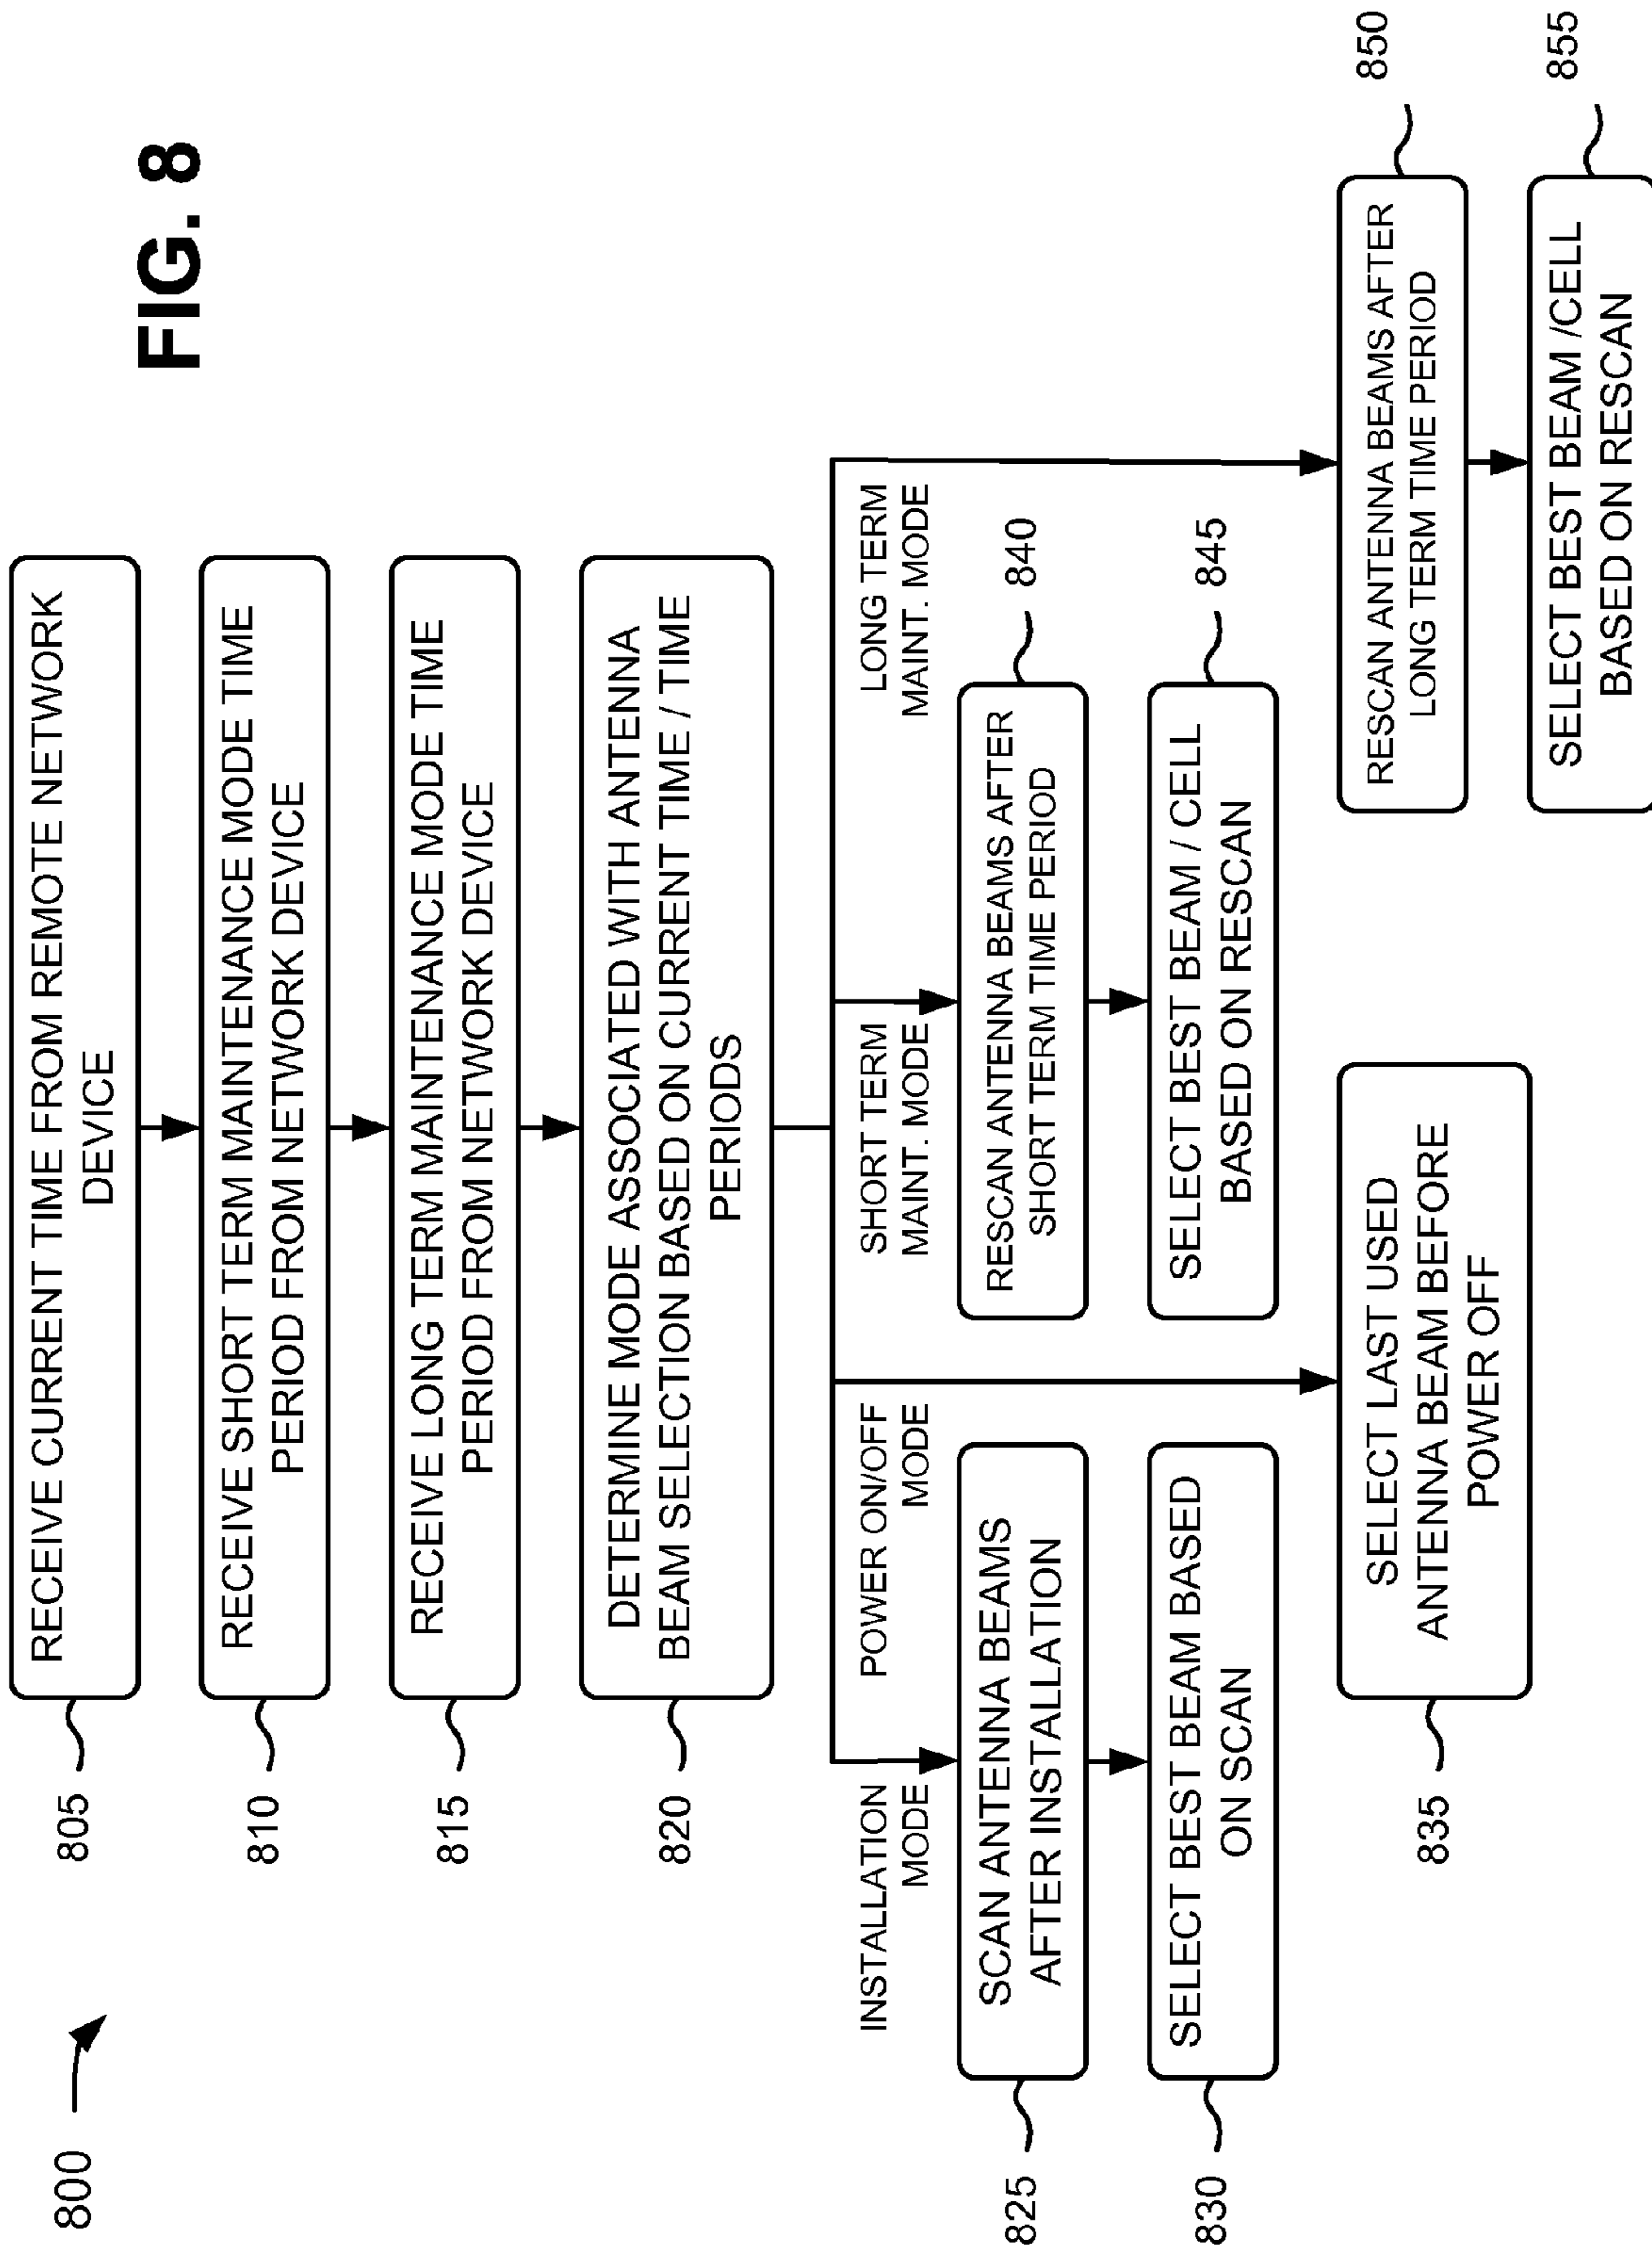 800
FIG. 8
805
RECEIVE CURRENT TIME FROM REMOTE NETWORK
DEVICE
810
RECEIVE SHORT TERM MAINTENANCE MODE TIME
PERIOD FROM NETWORK DEVICE
815
RECEIVE LONG TERM MAINTENANCE MODE TIME
PERIOD FROM NETWORK DEVICE
820
DETERMINE MODE ASSOCIATED WITH ANTENNA
BEAM SELECTION BASED ON CURRENT TIME / TIME
PERIODS
INSTALLATION
MODE
POWER ON/OFF
MODE
SHORT TERM
MAINT. MODE
LONG TERM
MAINT. MODE
825
SCAN ANTENNA BEAMS
AFTER INSTALLATION
830
SELECT BEST BEAM BASED
ON SCAN
835
SELECT LAST USED
ANTENNA BEAM BEFORE
POWER OFF
840
RESCAN ANTENNA BEAMS AFTER
SHORT TERM TIME PERIOD
845
SELECT BEST BEAM / CELL
BASED ON RESCAN
850
RESCAN ANTENNA BEAMS AFTER
LONG TERM TIME PERIOD
855
SELECT BEST BEAM /CELL
BASED ON RESCAN